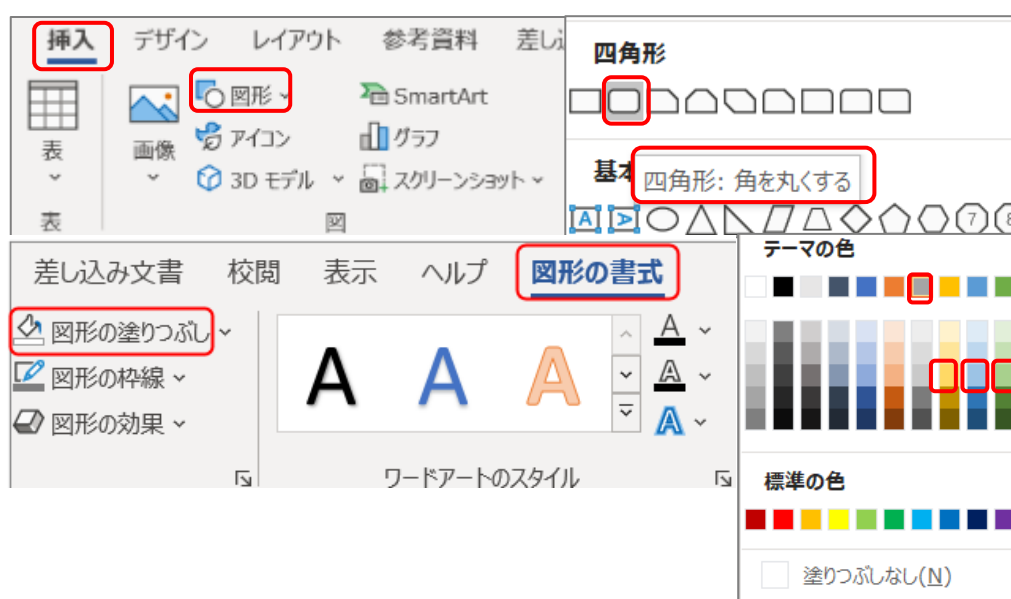 挿入 デザイン レイアウト 参考資料 差し
表
画像
図形
アイコン
3D モデル
SmartArt
グラフ
スクリーンショット
表
図
四角形
基本
四角形: 角を丸くする
A
A
7
8
差し込み文書 校閲 表示 ヘルプ 図形の書式
図形の塗りつぶし
図形の枠線
図形の効果
A A A
A
A
A
ワードアートのスタイル
テーマの色
標準の色
塗りつぶしなし(N)